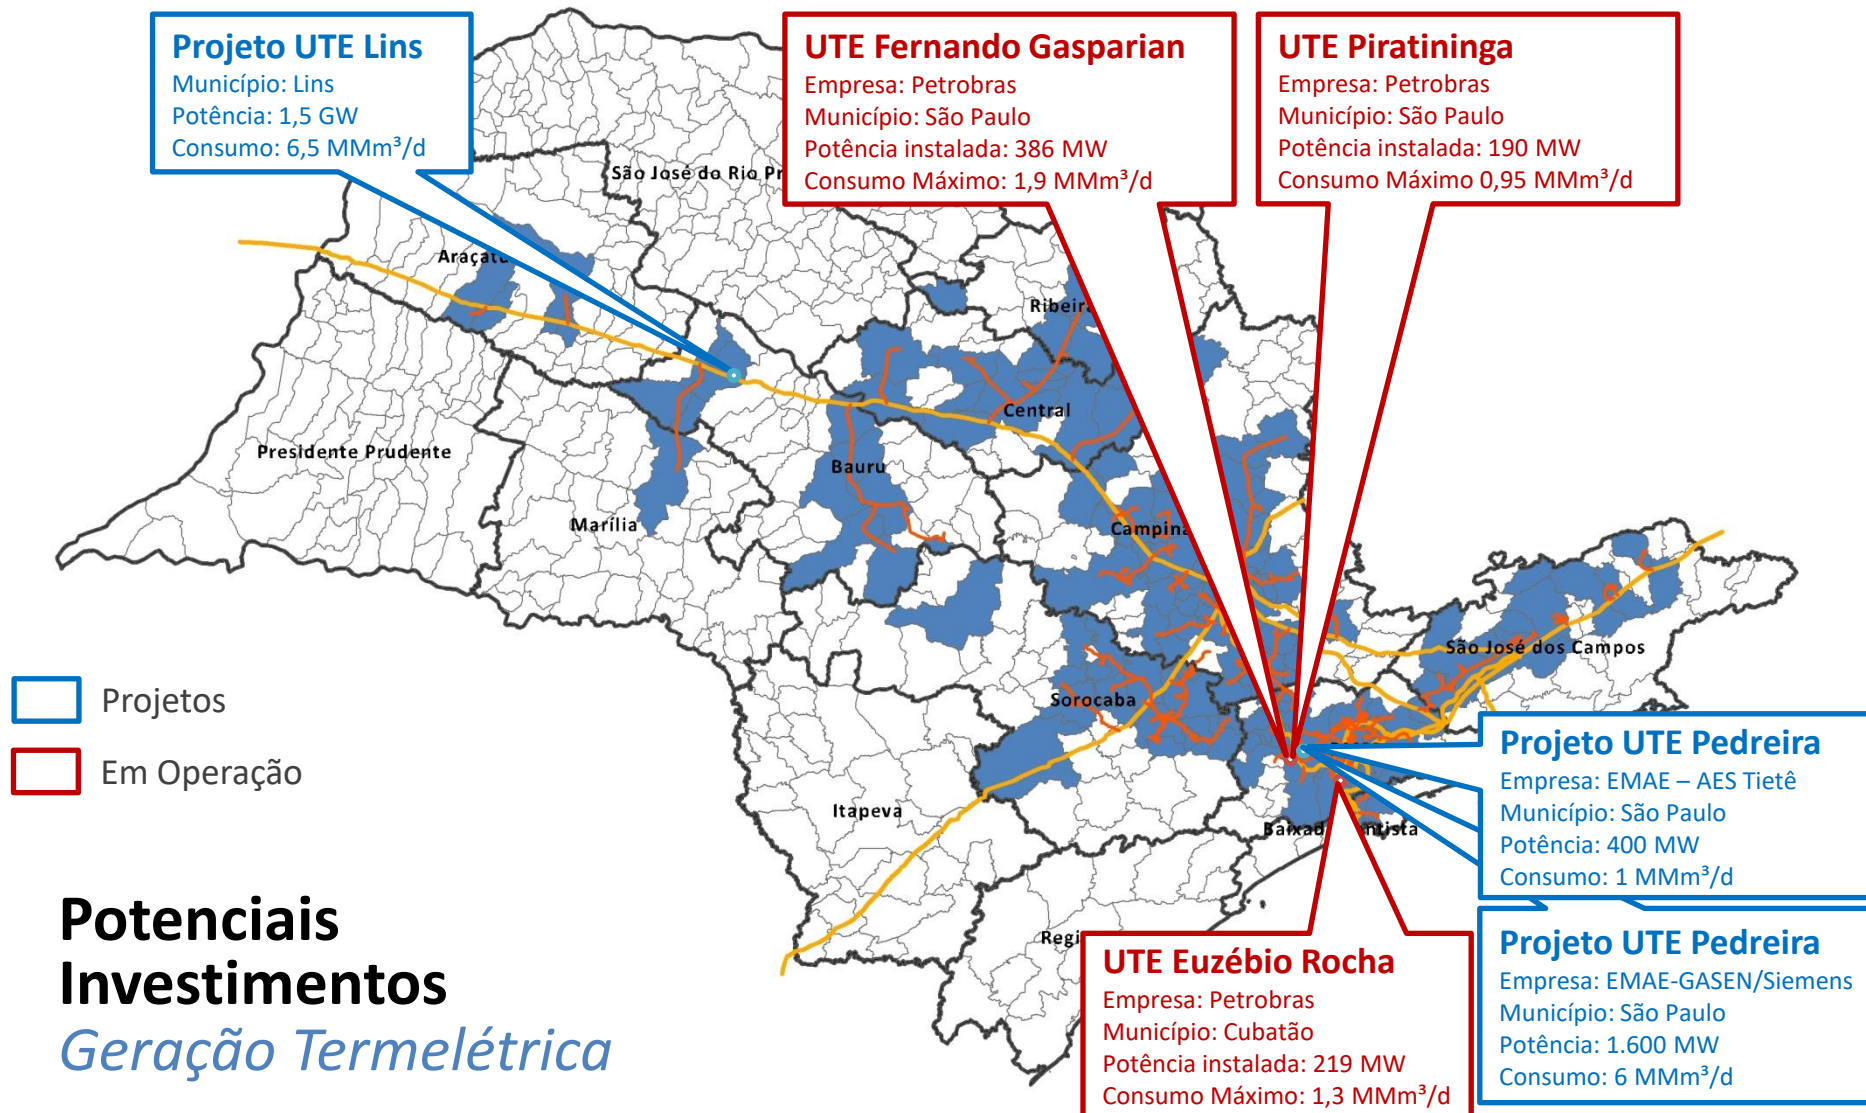 Projeto UTE Lins
Município: Lins
Potência: 1,5 GW
Consumo: 6,5 MMm³/d
UTE Fernando Gasparian
Empresa: Petrobras
Município: São Paulo
Potência instalada: 386 MW
Consumo Máximo: 1,9 MMm³/d
UTE Piratininga
Empresa: Petrobras
Município: São Paulo
Potência instalada: 190 MW
Consumo Máximo 0,95 MMm³/d
São José do Rio Pr
Araçatu
Ribeira
Central
Presidente Prudente
Bauru
Marília
Campina
São José dos Campos
Sorocaba
Itapeva
Baixad
ntista
Regi
Projetos
Em Operação
Projeto UTE Pedreira
Empresa: EMAE – AES Tietê
Município: São Paulo
Potência: 400 MW
Consumo: 1 MMm³/d
Projeto UTE Pedreira
Empresa: EMAE-GASEN/Siemens
Município: São Paulo
Potência: 1.600 MW
Consumo: 6 MMm³/d
UTE Euzébio Rocha
Empresa: Petrobras
Município: Cubatão
Potência instalada: 219 MW
Consumo Máximo: 1,3 MMm³/d
Potenciais
Investimentos
Geração Termelétrica